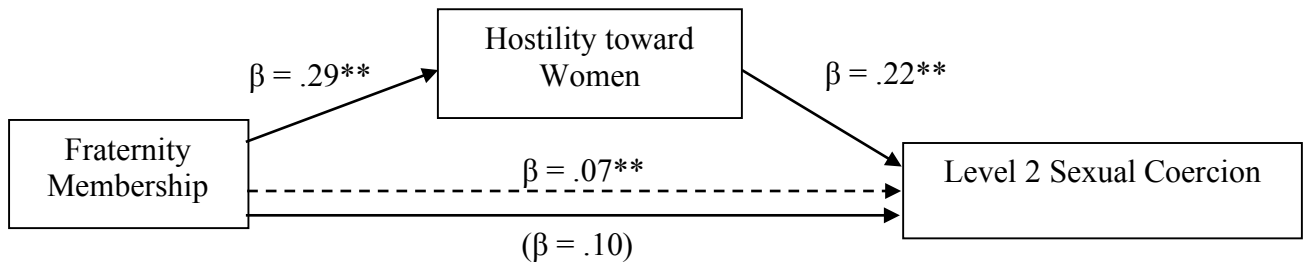 Hostility toward
Women
β = .29**
β = .22**
Fraternity
Membership
β = .07**
Level 2 Sexual Coercion
(β = .10)